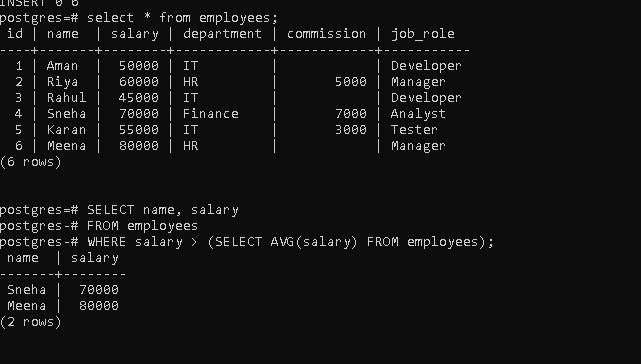 INSERT 0 6
postgres=# select * from employees;
 id | name  | salary | department | commission | job_role
----+-------+--------+------------+------------+-----------
  1 | Aman  |  50000 | IT         |            | Developer
  2 | Riya  |  60000 | HR         |       5000 | Manager
  3 | Rahul |  45000 | IT         |            | Developer
  4 | Sneha |  70000 | Finance    |       7000 | Analyst
  5 | Karan |  55000 | IT         |       3000 | Tester
  6 | Meena |  80000 | HR         |            | Manager
(6 rows)
postgres=# SELECT name, salary
postgres-# FROM employees
postgres-# WHERE salary > (SELECT AVG(salary) FROM employees);
 name  | salary
-------+--------
 Sneha |  70000
 Meena |  80000
(2 rows)